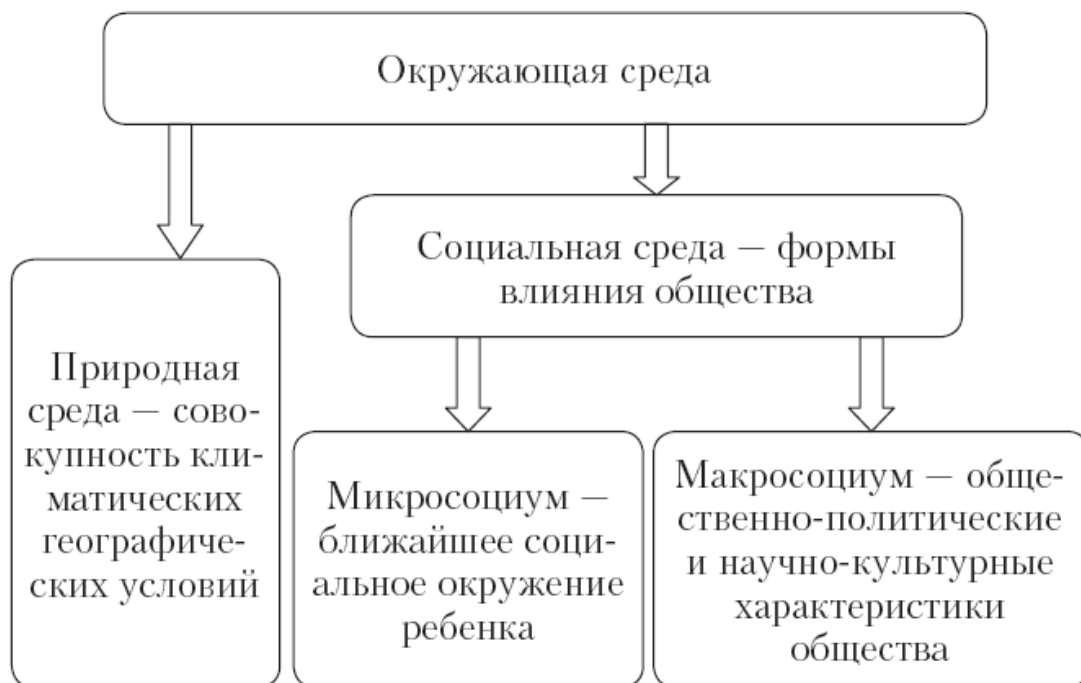 Окружающая среда
Социальная среда — формы
влияния общества
Природная
среда — сово-
купность кли-
матических
географиче-
ских условий
Микросоциум —
ближайшее соци-
альное окружение
ребенка
Макросоциум — обще-
ственно-политические
и научно-культурные
характеристики
общества